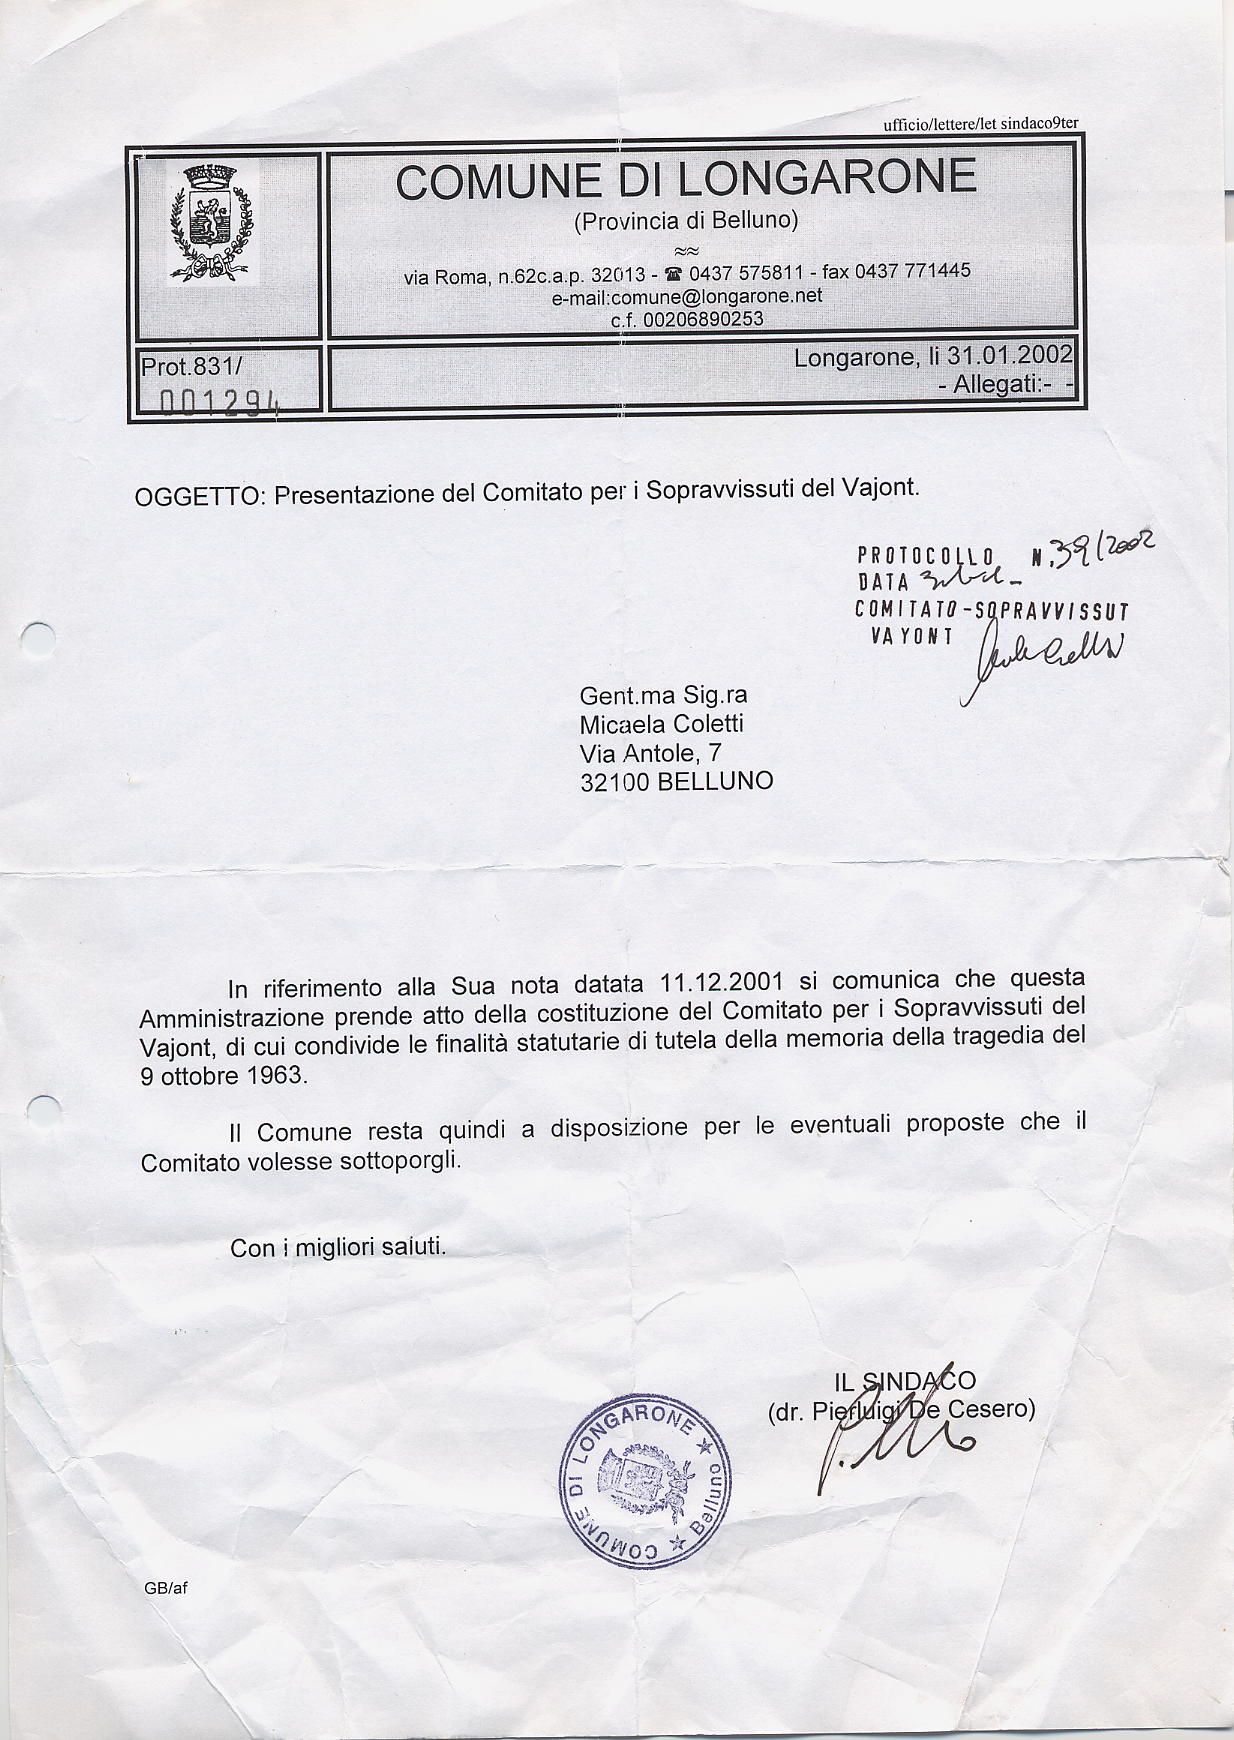 ufficio/lettere/let sindaco9ter
COMUNE DI LONGARONE
(Provincia di Belluno)
≈≈
via Roma, n.62c.a.p. 32013 - ☎ 0437 575811 - fax 0437 771445
e-mail:comune@longarone.net
c.f. 00206890253
Prot.831/
001294
Longarone, li 31.01.2002
- Allegati:- -
OGGETTO: Presentazione del Comitato per i Sopravvissuti del Vajont.
PROTOCOLLO N.39/2002
DATA
COMITATO-SOPRAVVISSUT
VAYONT
Gent.ma Sig.ra
Micaela Coletti
Via Antole, 7
32100 BELLUNO
In riferimento alla Sua nota datata 11.12.2001 si comunica che questa
Amministrazione prende atto della costituzione del Comitato per i Sopravvissuti del
Vajont, di cui condivide le finalità statutarie di tutela della memoria della tragedia del
9 ottobre 1963.
Il Comune resta quindi a disposizione per le eventuali proposte che il
Comitato volesse sottoporgli.
Con i migliori saluti.
IL SINDACO
(dr. Pierluigi De Cesero)
COMUNE DI LONGARONE ★ Belluno ★
GB/af